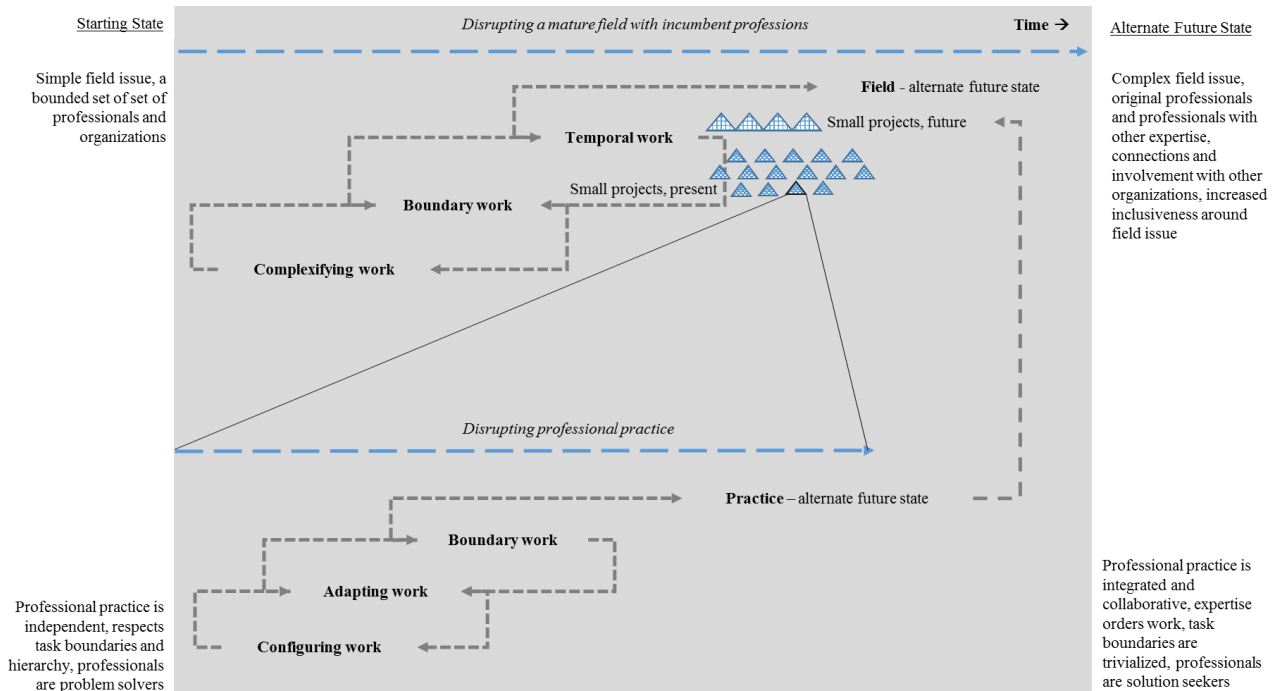 Starting State
Disrupting a mature field with incumbent professions
Time →
Alternate Future State
Simple field issue, a
bounded set of set of
professionals and
organizations
Field - alternate future state
Complex field issue,
original professionals
and professionals with
other expertise,
connections and
involvement with other
organizations, increased
inclusiveness around
field issue
Small projects, future
Temporal work
Small projects, present
Boundary work
Complexifying work
Disrupting professional practice
Practice – alternate future state
Boundary work
Adapting work
Configuring work
Professional practice is
independent, respects
task boundaries and
hierarchy, professionals
are problem solvers
Professional practice is
integrated and
collaborative, expertise
orders work, task
boundaries are
trivialized, professionals
are solution seekers